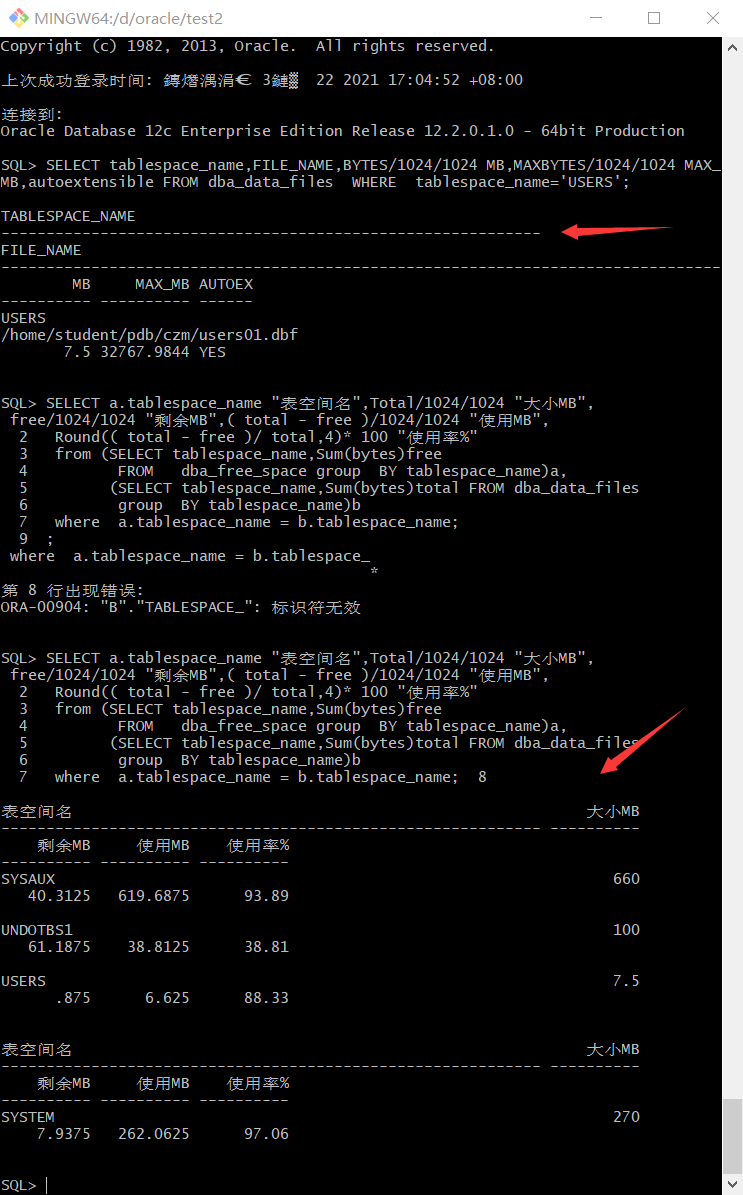 MINGW64:/d/oracle/test2
Copyright (c) 1982, 2013, Oracle.  All rights reserved.
上次成功登录时间: 鏄熸湡涓€ 3鏈▒  22 2021 17:04:52 +08:00
连接到:
Oracle Database 12c Enterprise Edition Release 12.2.0.1.0 - 64bit Production
SQL> SELECT tablespace_name,FILE_NAME,BYTES/1024/1024 MB,MAXBYTES/1024/1024 MAX_
MB,autoextensible FROM dba_data_files  WHERE  tablespace_name='USERS';
TABLESPACE_NAME
------------------------------------------------------------
FILE_NAME
--------------------------------------------------------------------------------
        MB     MAX_MB AUTOEX
---------- ---------- ------
USERS
/home/student/pdb/czm/users01.dbf
       7.5 32767.9844 YES
SQL> SELECT a.tablespace_name "表空间名",Total/1024/1024 "大小MB",
 free/1024/1024 "剩余MB",( total - free )/1024/1024 "使用MB",
  2   Round(( total - free )/ total,4)* 100 "使用率%"
  3   from (SELECT tablespace_name,Sum(bytes)free
  4          FROM   dba_free_space group  BY tablespace_name)a,
  5         (SELECT tablespace_name,Sum(bytes)total FROM dba_data_files
  6          group  BY tablespace_name)b
  7   where  a.tablespace_name = b.tablespace_name;
  9  ;
 where  a.tablespace_name = b.tablespace_
                                         *
第 8 行出现错误:
ORA-00904: "B"."TABLESPACE_": 标识符无效
SQL> SELECT a.tablespace_name "表空间名",Total/1024/1024 "大小MB",
 free/1024/1024 "剩余MB",( total - free )/1024/1024 "使用MB",
  2   Round(( total - free )/ total,4)* 100 "使用率%"
  3   from (SELECT tablespace_name,Sum(bytes)free
  4          FROM   dba_free_space group  BY tablespace_name)a,
  5         (SELECT tablespace_name,Sum(bytes)total FROM dba_data_files
  6          group  BY tablespace_name)b
  7   where  a.tablespace_name = b.tablespace_name;  8
表空间名                                                         大小MB
------------------------------------------------------------ ----------
    剩余MB     使用MB    使用率%
---------- ---------- ----------
SYSAUX                                                              660
   40.3125   619.6875      93.89
UNDOTBS1                                                            100
   61.1875    38.8125      38.81
USERS                                                               7.5
      .875      6.625      88.33
表空间名                                                         大小MB
------------------------------------------------------------ ----------
    剩余MB     使用MB    使用率%
---------- ---------- ----------
SYSTEM                                                              270
    7.9375   262.0625      97.06
SQL>